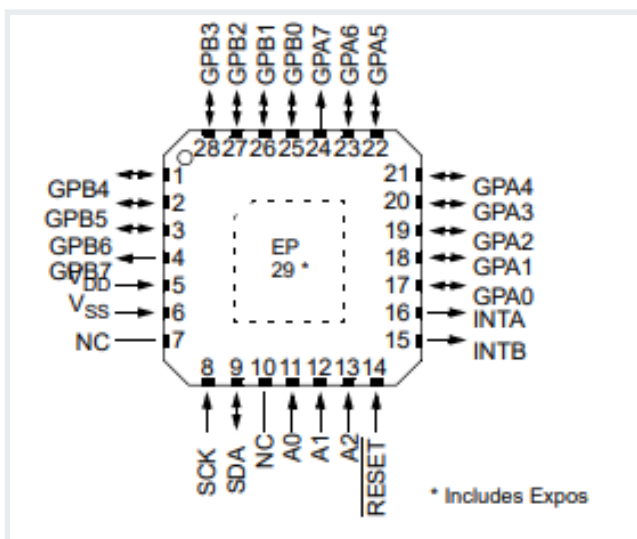 GPB3 GPB2 GPB1 GPB0 GPA7 GPA6 GPA5
28 27 26 25 24 23 22
GPB4 1
GPB5 2
GPB6 3
GPB7 4
VDD 5
VSS 6
NC 7
EP
29 *
21 GPA4
20 GPA3
19 GPA2
18 GPA1
17 GPA0
16 INTA
15 INTB
8 9 10 11 12 13 14
SCK SDA NC A0 A1 A2 RESET
* Includes Expos